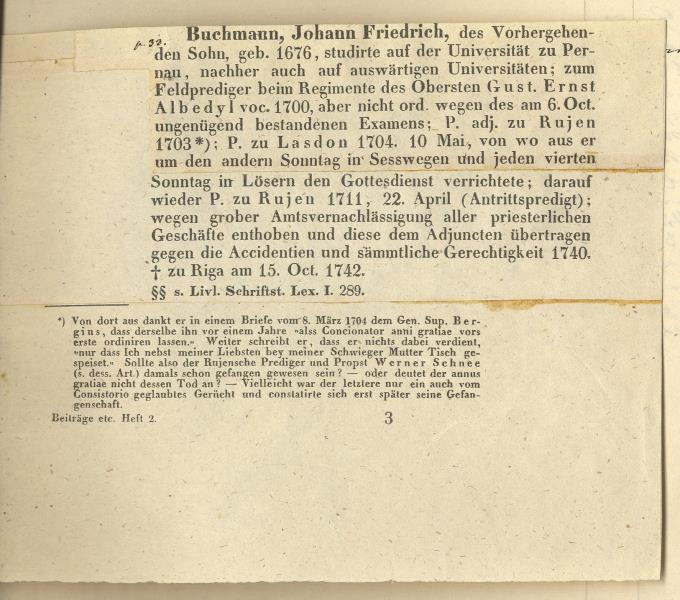 p. 33.
Buchmann, Johann Friedrich, des Vorhergehen-
den Sohn, geb. 1676, studirte auf der Universität zu Per-
nau, nachher auch auf auswärtigen Universitäten; zum
Feldprediger beim Regimente des Obersten Gust. Ernst
Albedyl voc. 1700, aber nicht ord. wegen des am 6. Oct.
ungenügend bestandenen Examens; P. adj. zu Rujen
1703*); P. zu Lasdon 1704. 10 Mai, von wo aus er
um den andern Sonntag in Sesswegen und jeden vierten
Sonntag in Lösern den Gottesdienst verrichtete; darauf
wieder P. zu Rujen 1711, 22. April (Antrittspredigt);
wegen grober Amtsvernachlässigung aller priesterlichen
Geschäfte enthoben und diese dem Adjuncten übertragen
gegen die Accidentien und sämmtliche Gerechtigkeit 1740.
† zu Riga am 15. Oct. 1742.
§§ s. Livl. Schriftst. Lex. I. 289.
*) Von dort aus dankt er in einem Briefe vom 8. März 1704 dem Gen. Sup. Ber-
gius, dass derselbe ihn vor einem Jahre »alss Concionator anni gratiae vors
erste ordiniren lassen.« Weiter schreibt er, dass er nichts dabei verdient,
»nur dass Ich nebst meiner Liebsten bey meiner Schwieger Mutter Tisch ge-
speiset.« Sollte also der Rujensche Prediger und Propst Werner Schnee
(s. dess. Art.) damals schon gefangen gewesen sein? — oder deutet der annus
gratiae nicht dessen Tod an? — Vielleicht war der letztere nur ein auch vom
Consistorio geglaubtes Gerücht und constatirte sich erst später seine Gefan-
genschaft.
Beiträge etc. Heft 2. 3